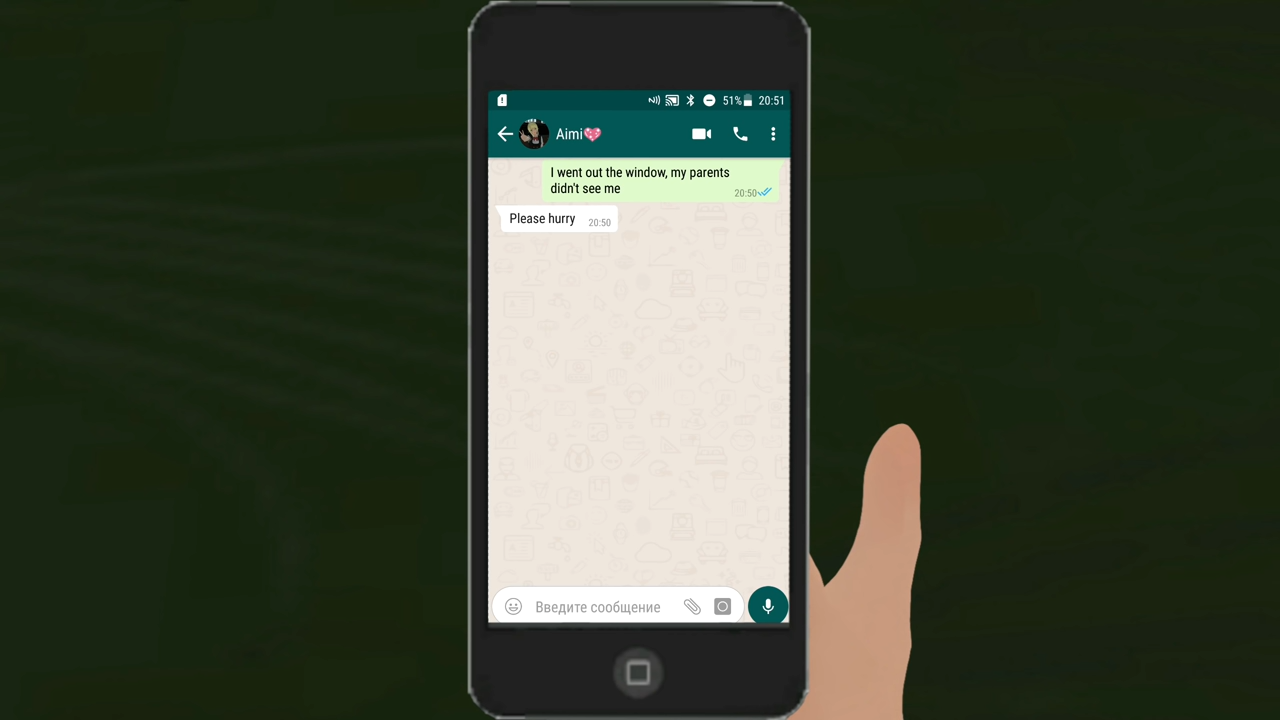 51% 20:51
Aimi💖
I went out the window, my parents
didn't see me
20:50
Please hurry 20:50
Введите сообщение